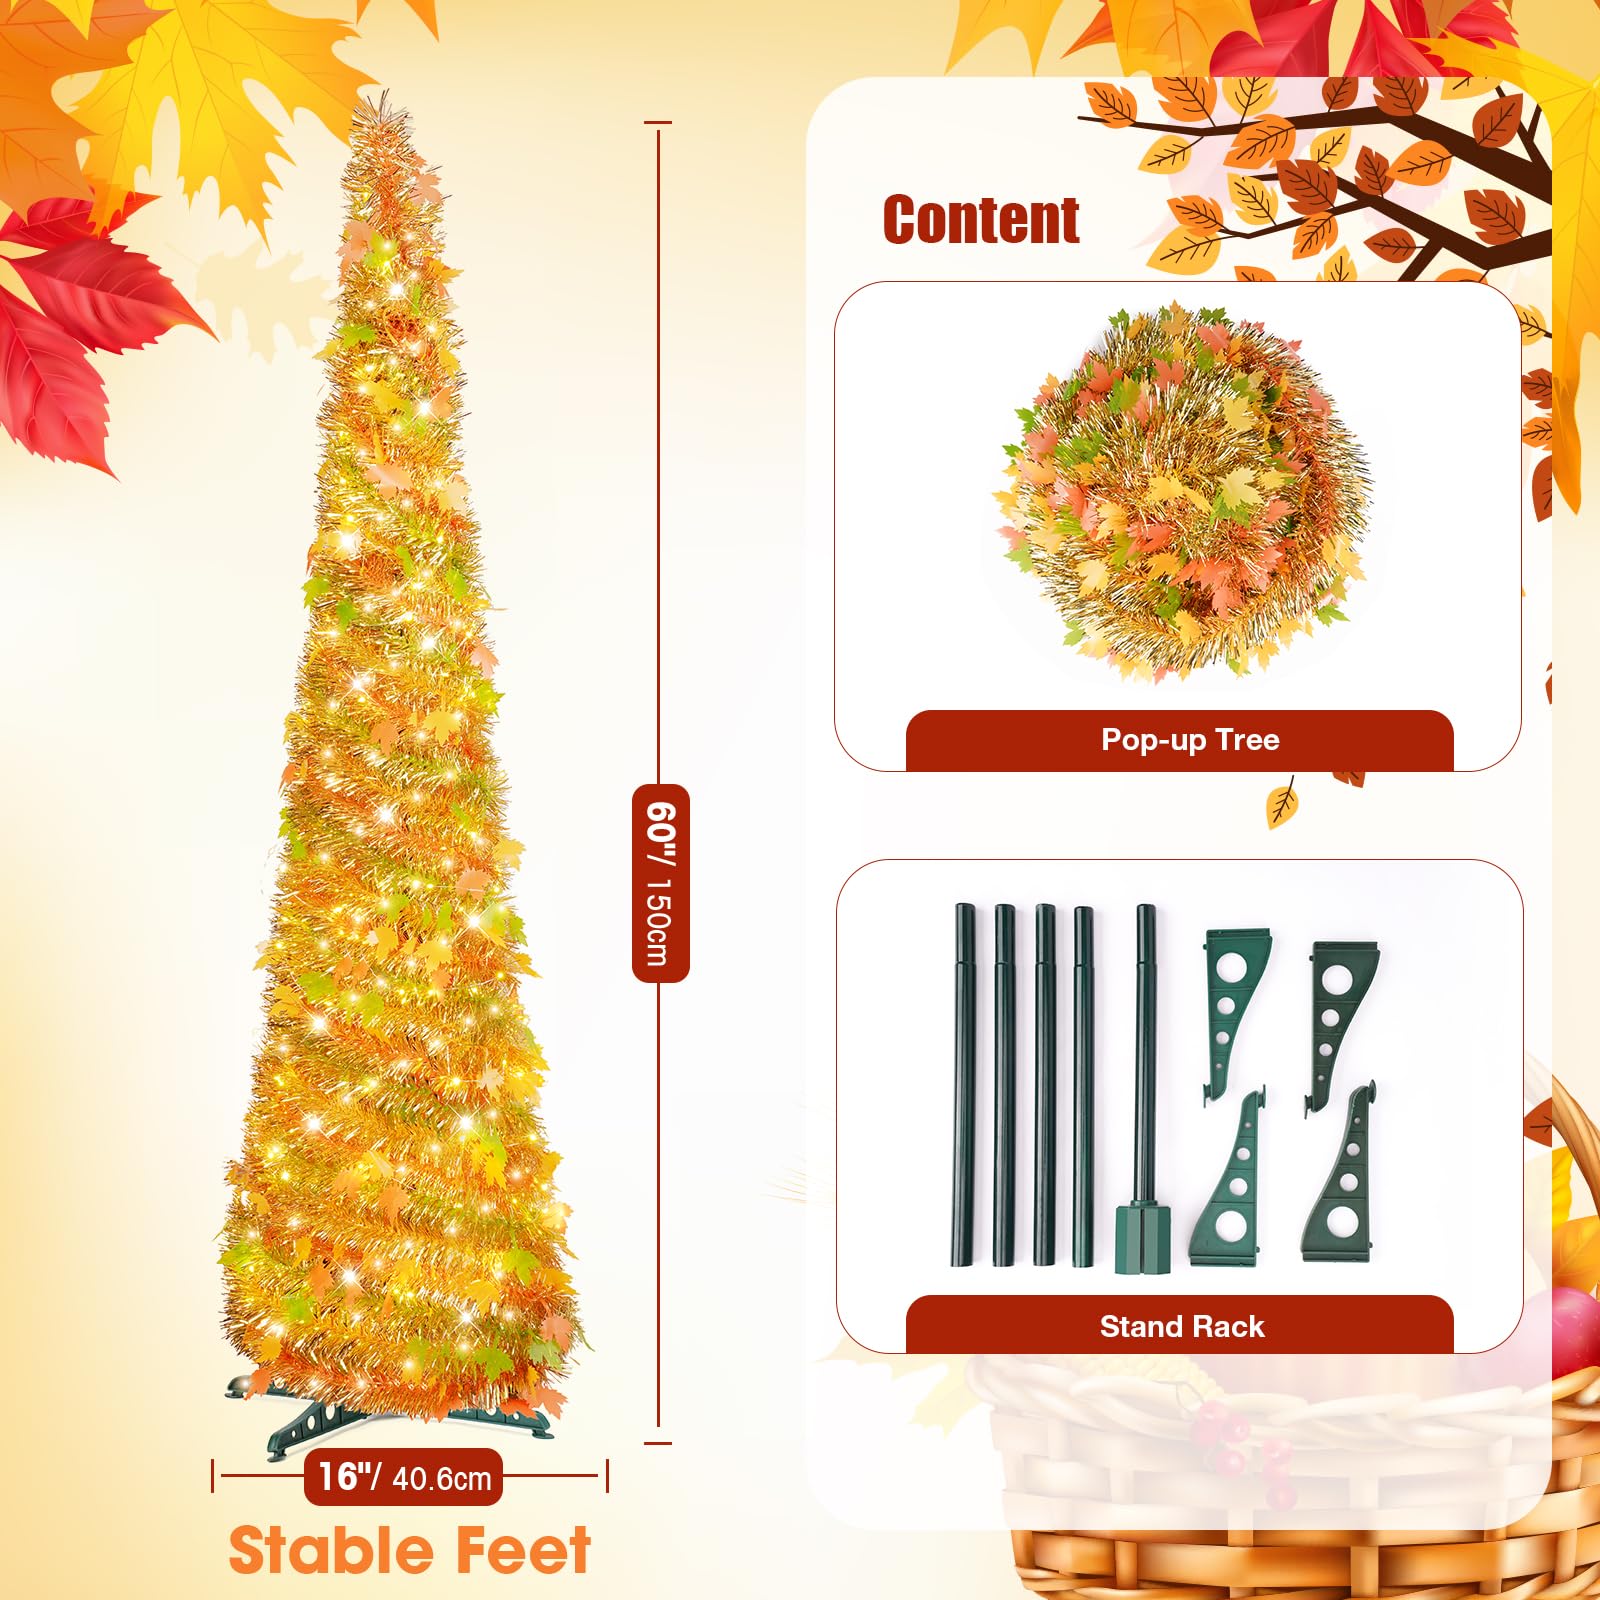 Content
Pop-up Tree
60"/ 150cm
Stand Rack
16"/ 40.6cm
Stable Feet